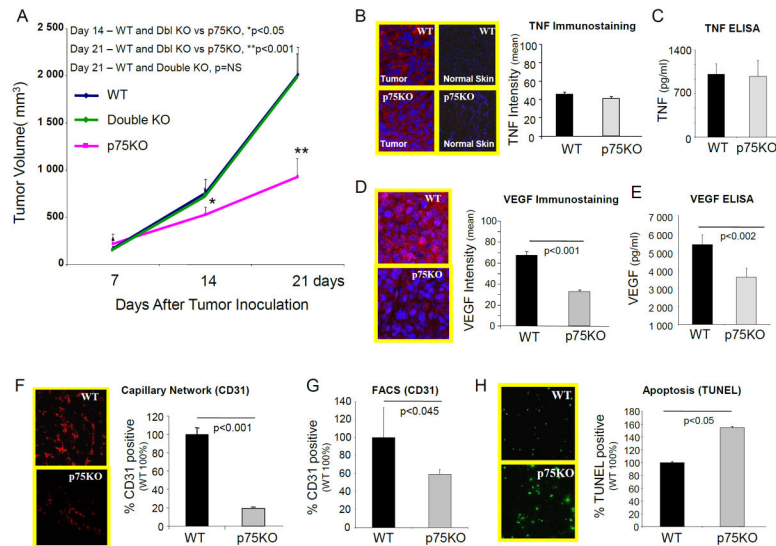 A
Day 14 – WT and Dbl KO vs p75KO, *p<0.05
Day 21 – WT and Dbl KO vs p75KO, **p<0.001
Day 21 – WT and Double KO, p=NS
WT
Double KO
p75KO
Tumor Volume( mm³)
2 500
2 000
1 500
1 000
500
0
*
**
7
14
21 days
Days After Tumor Inoculation
B
WT
WT
Tumor
Normal Skin
p75KO
p75KO
Tumor
Normal Skin
TNF Immunostaining
TNF Intensity (mean)
100
80
60
40
20
0
WT
p75KO
C
TNF ELISA
TNF (pg/ml)
1400
700
0
WT
p75KO
D
WT
p75KO
VEGF Immunostaining
VEGF Intensity (mean)
100
80
60
40
20
0
p<0.001
WT
p75KO
E
VEGF ELISA
VEGF (pg/ml)
7 000
6 000
5 000
4 000
3 000
2 000
1 000
p<0.002
WT
p75KO
F
WT
p75KO
Capillary Network (CD31)
% CD31 positive
(WT 100%)
120
100
80
60
40
20
0
p<0.001
WT
p75KO
G
FACS (CD31)
% CD31 positive
(WT 100%)
140
120
100
80
60
40
20
0
p<0.045
WT
p75KO
H
WT
p75KO
Apoptosis (TUNEL)
% TUNEL positive
(WT 100%)
180
160
140
120
100
80
60
40
20
0
p<0.05
WT
p75KO